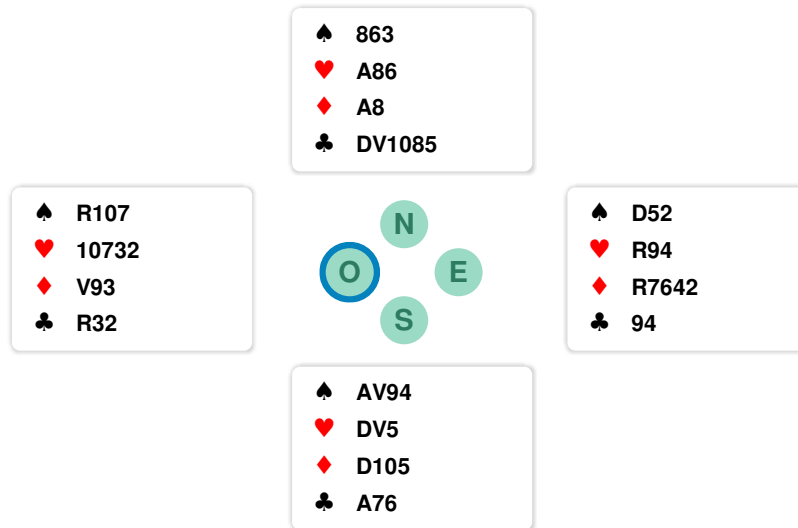 ♠ 863
♥ A86
♦ A8
♣ DV1085
♠ R107
♥ 10732
♦ V93
♣ R32
N
O E
S
♠ D52
♥ R94
♦ R7642
♣ 94
♠ AV94
♥ DV5
♦ D105
♣ A76